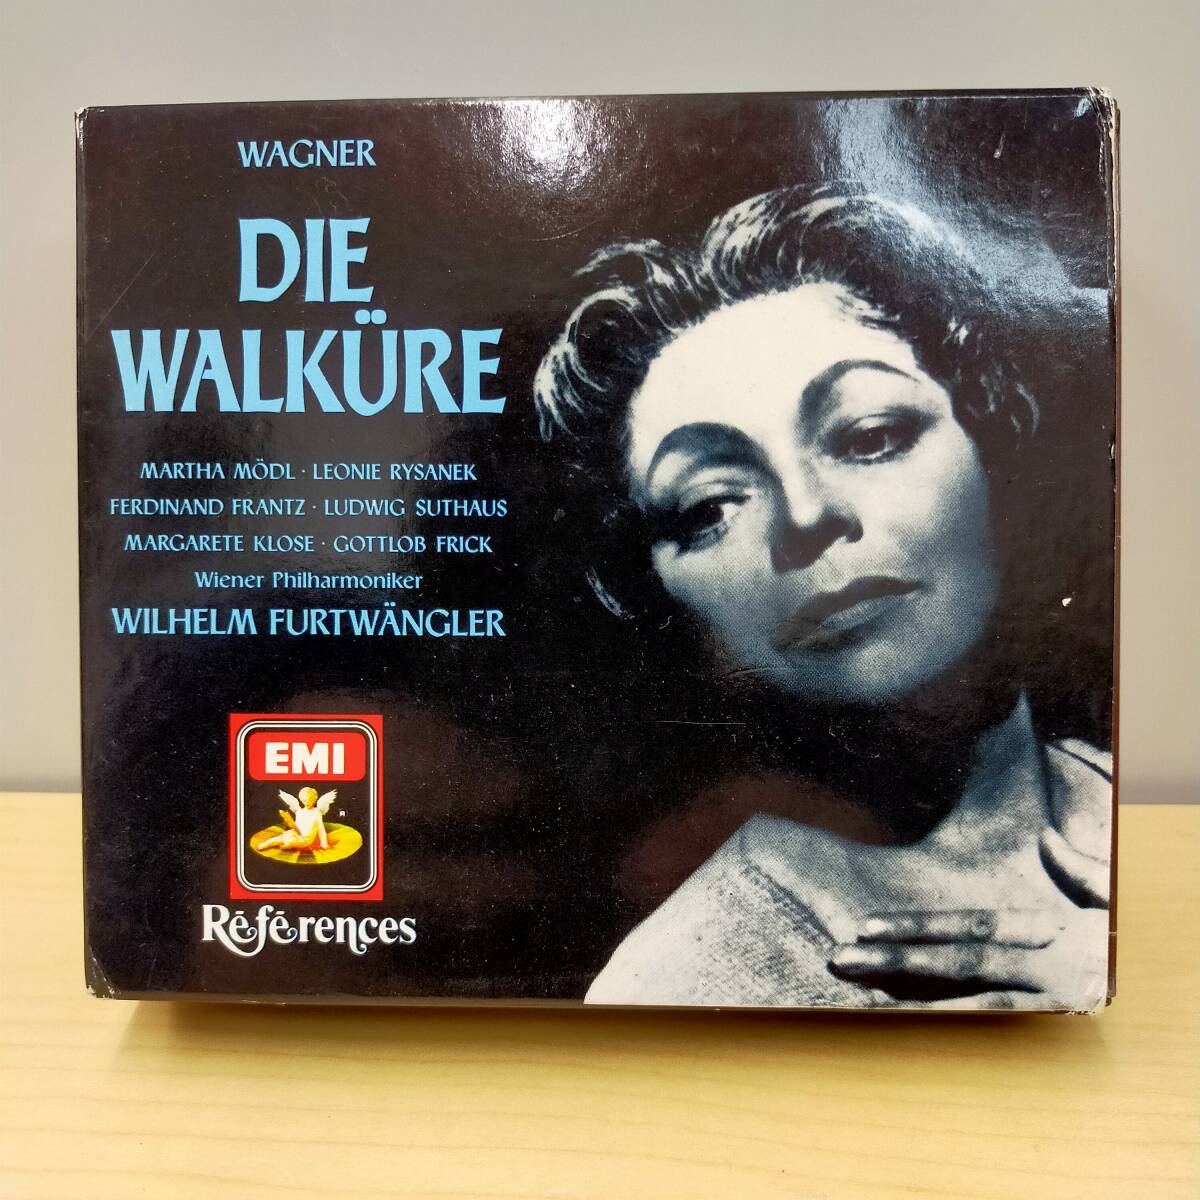 WAGNER
DIE
WALKÜRE
MARTHA MÖDL · LEONIE RYSANEK
FERDINAND FRANTZ · LUDWIG SUTHAUS
MARGARETE KLOSE · GOTTLOB FRICK
Wiener Philharmoniker
WILHELM FURTWÄNGLER
EMI
R
Références